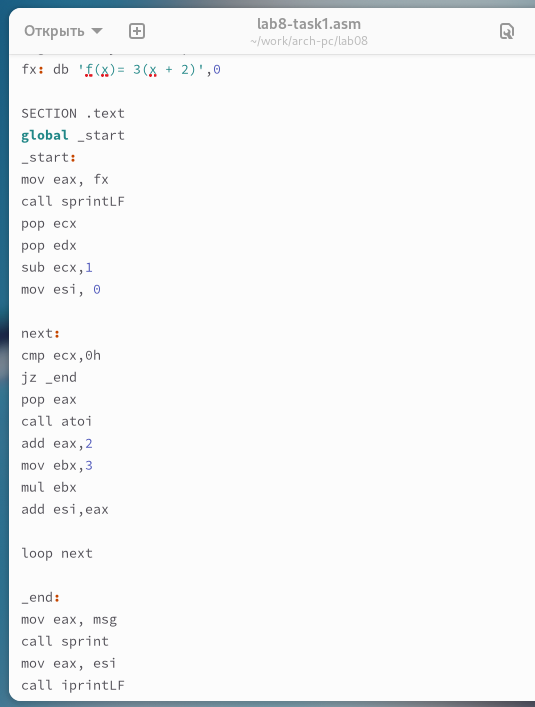 Открыть
lab8-task1.asm
~/work/arch-pc/lab08
fx: db 'f(x)= 3(x + 2)',0
SECTION .text
global _start
_start:
mov eax, fx
call sprintLF
pop ecx
pop edx
sub ecx,1
mov esi, 0
next:
cmp ecx,0h
jz _end
pop eax
call atoi
add eax,2
mov ebx,3
mul ebx
add esi,eax
loop next
_end:
mov eax, msg
call sprint
mov eax, esi
call iprintLF